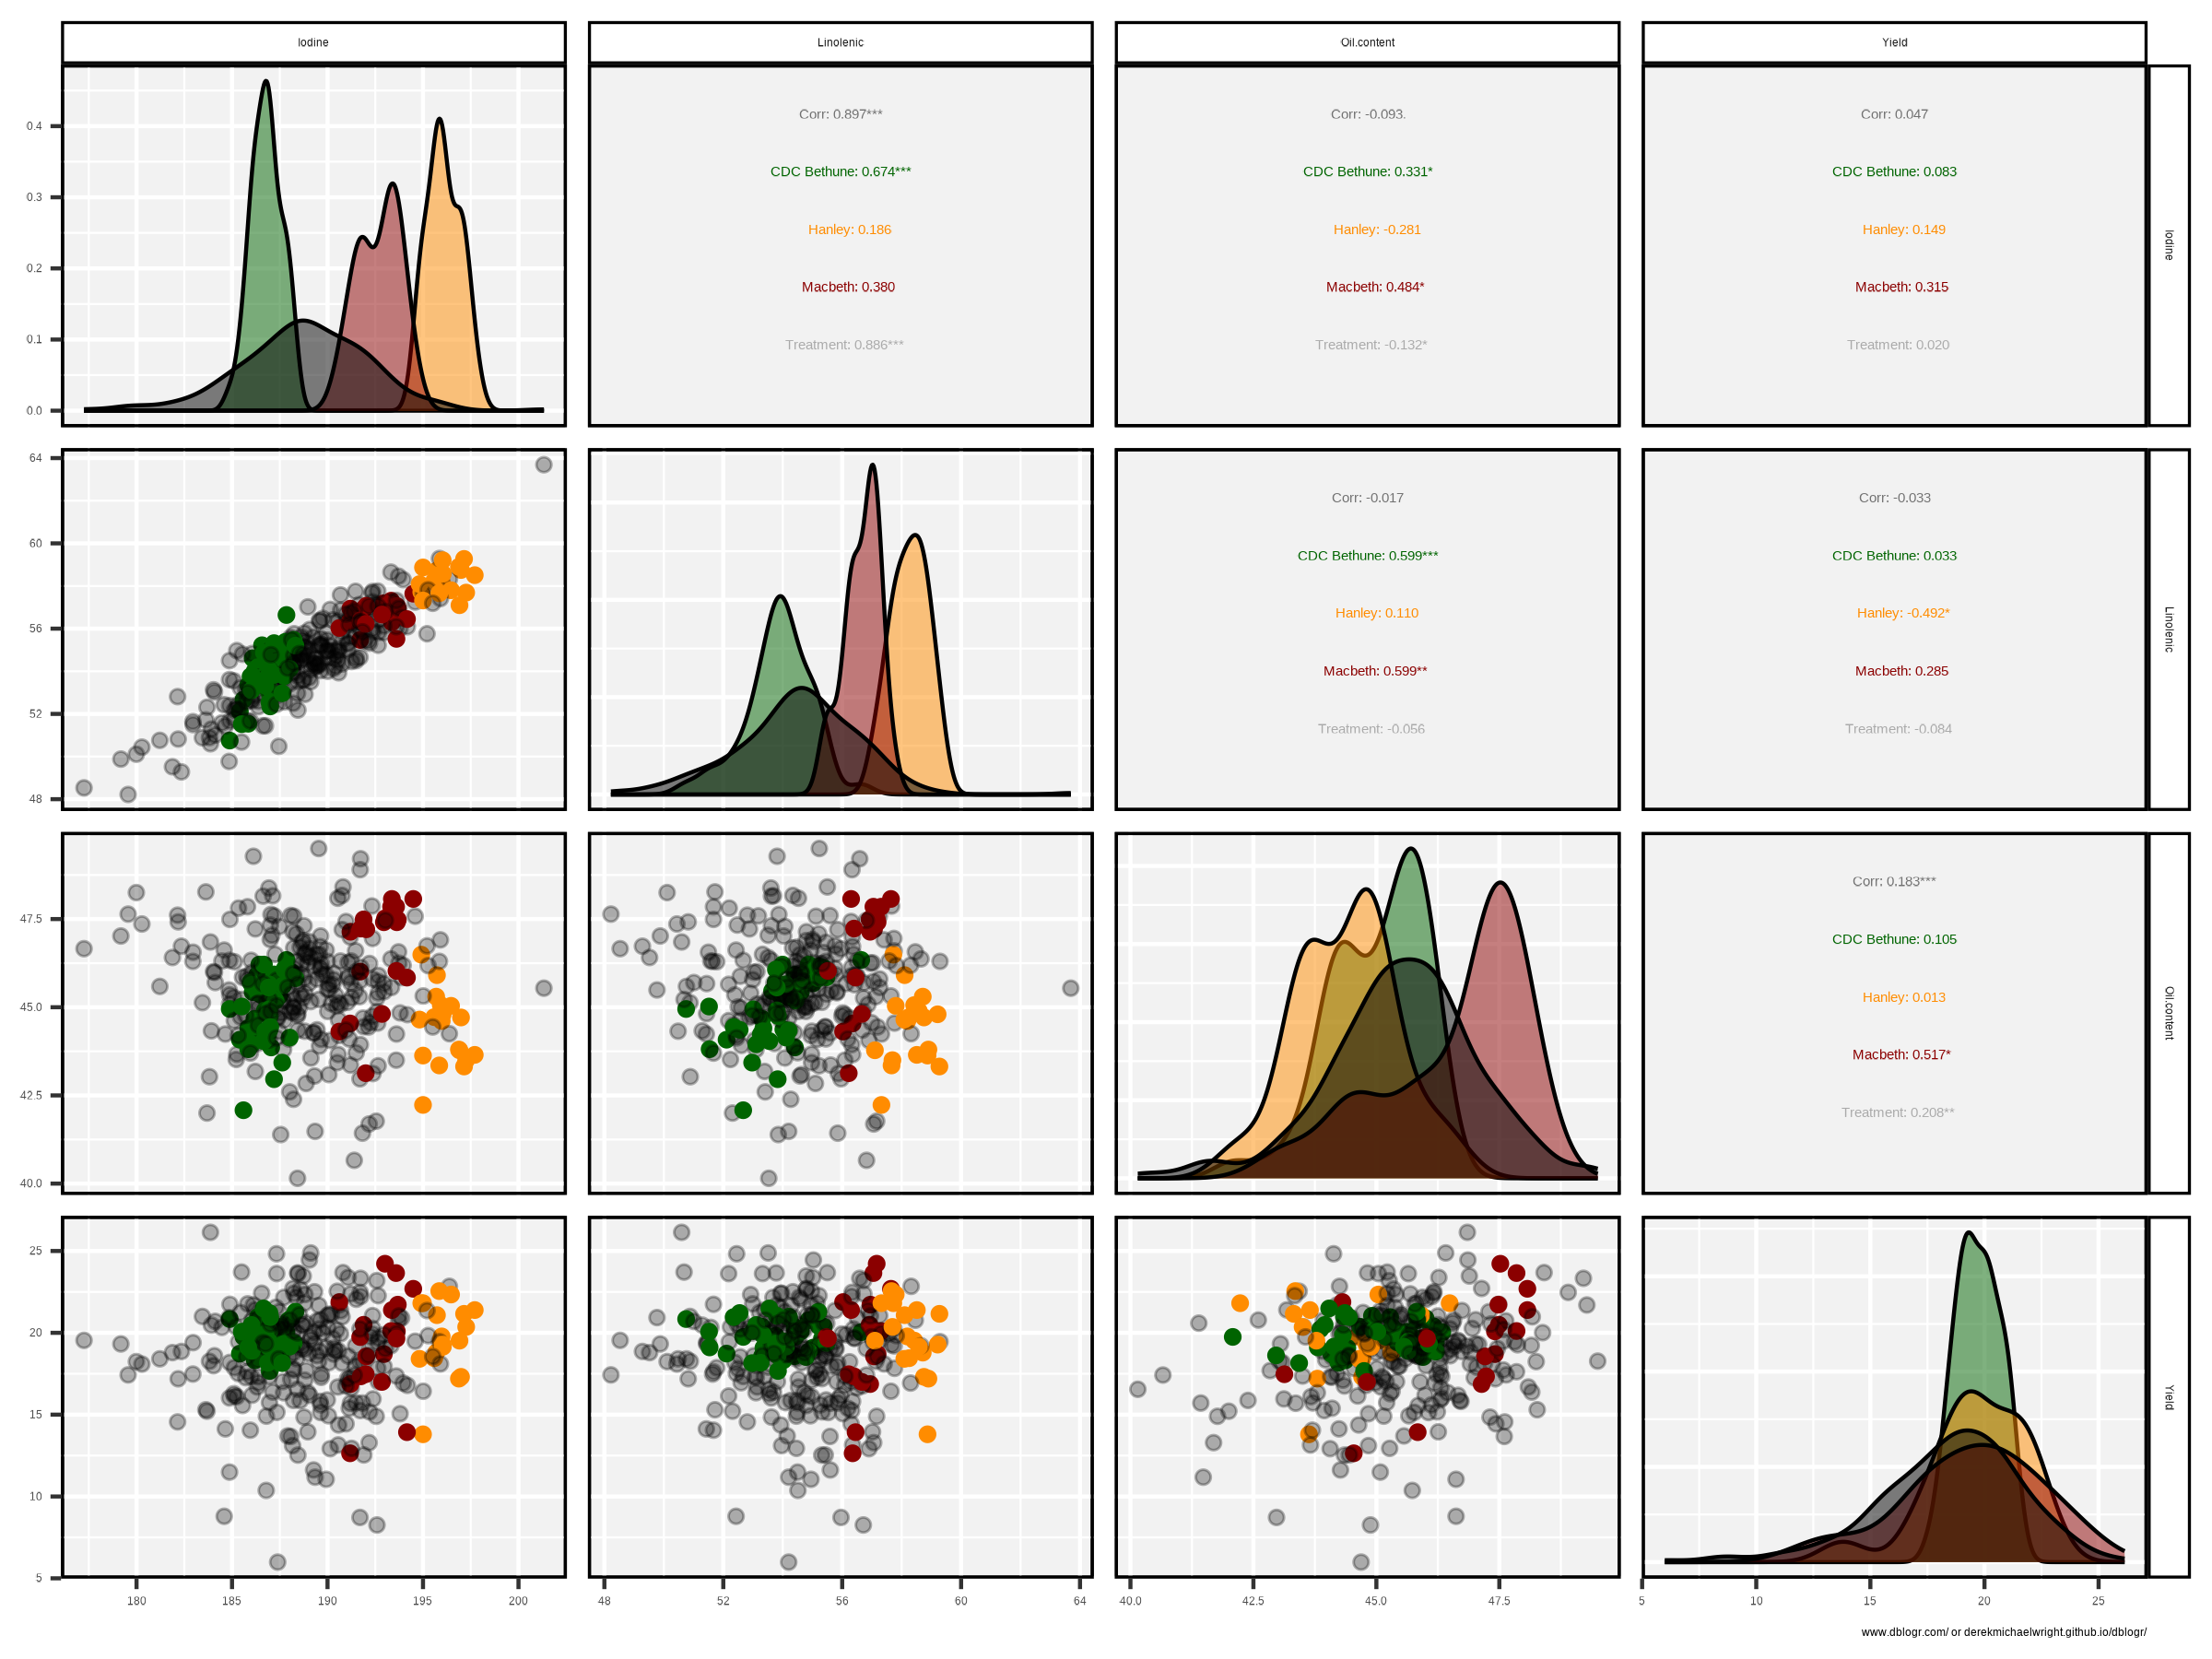 Iodine
Linolenic
Oil.content
Yield
0.4
0.3
0.2
0.1
0.0
Corr: 0.897***
CDC Bethune: 0.674***
Hanley: 0.186
Macbeth: 0.380
Treatment: 0.886***
Corr: -0.093.
CDC Bethune: 0.331*
Hanley: -0.281
Macbeth: 0.484*
Treatment: -0.132*
Corr: 0.047
CDC Bethune: 0.083
Hanley: 0.149
Macbeth: 0.315
Treatment: 0.020
Iodine
64
60
56
52
48
Corr: -0.017
CDC Bethune: 0.599***
Hanley: 0.110
Macbeth: 0.599**
Treatment: -0.056
Corr: -0.033
CDC Bethune: 0.033
Hanley: -0.492*
Macbeth: 0.285
Treatment: -0.084
Linolenic
47.5
45.0
42.5
40.0
Corr: 0.183***
CDC Bethune: 0.105
Hanley: 0.013
Macbeth: 0.517*
Treatment: 0.208**
Oil.content
25
20
15
10
5
Yield
180 185 190 195 200
48 52 56 60 64
40.0 42.5 45.0 47.5
5 10 15 20 25
www.dblogr.com/ or derekmichaelwright.github.io/dblogr/